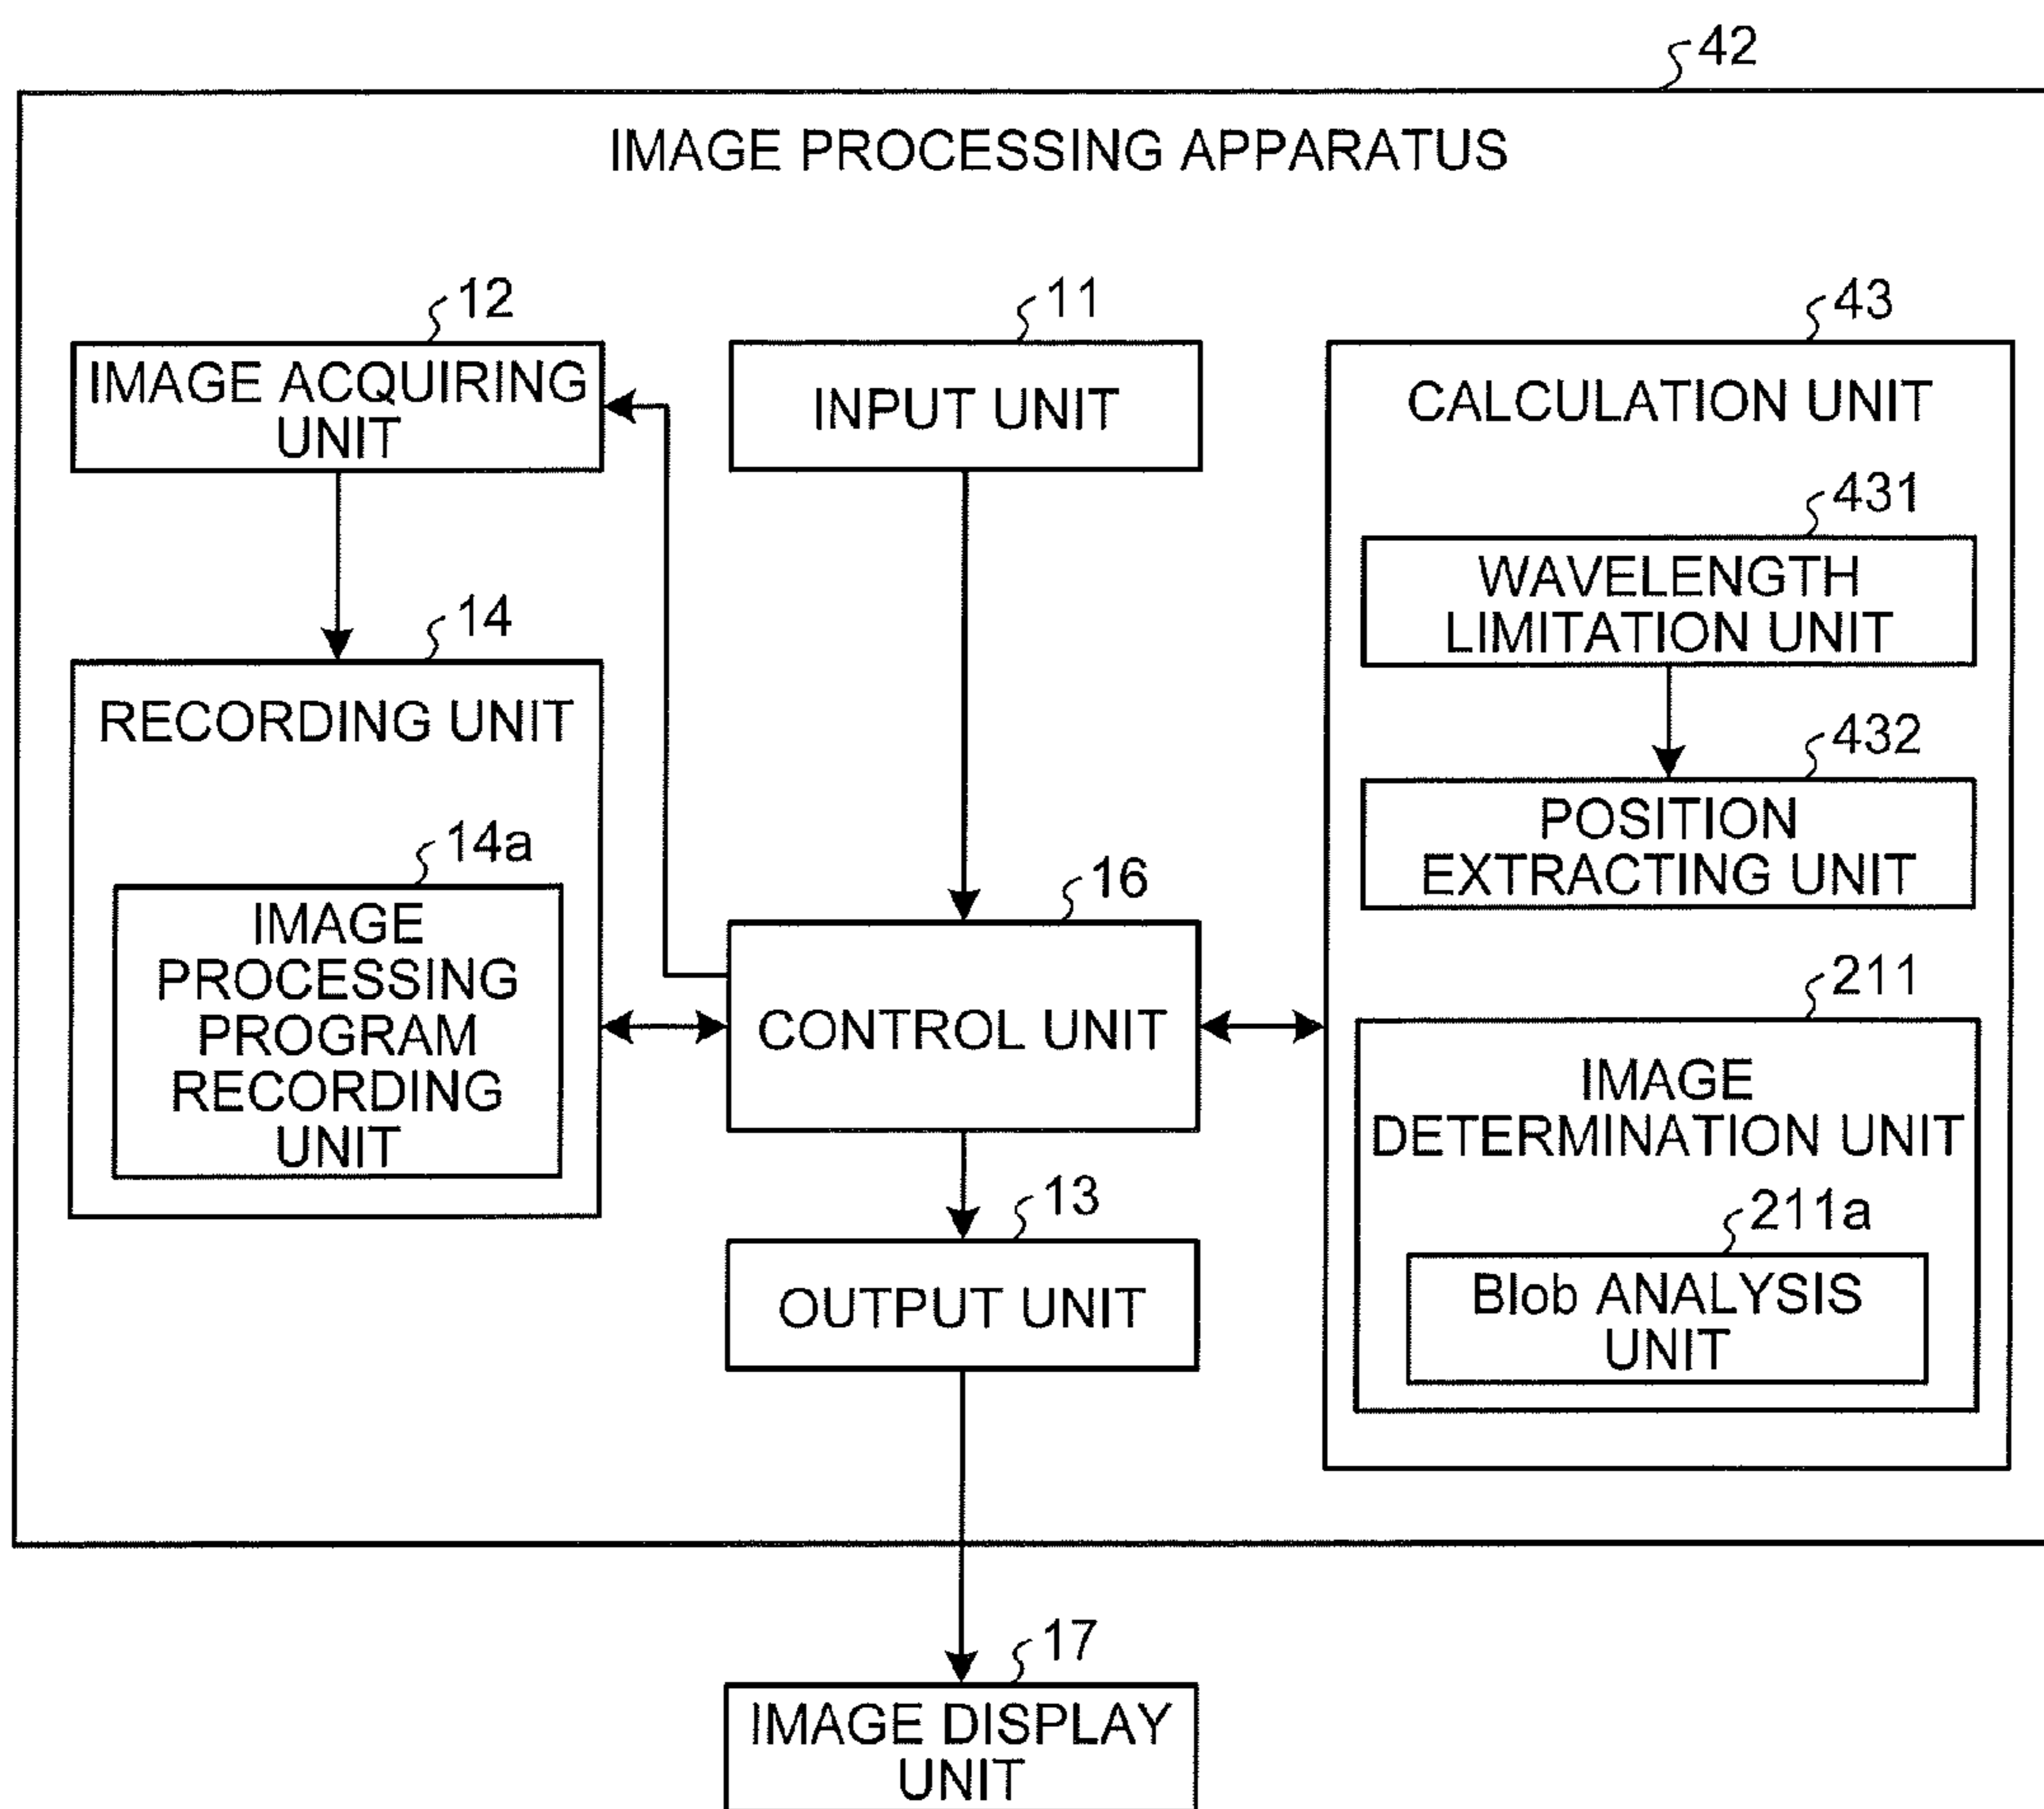 42
IMAGE PROCESSING APPARATUS
12
IMAGE ACQUIRING
UNIT
11
INPUT UNIT
43
CALCULATION UNIT
431
WAVELENGTH
LIMITATION UNIT
432
POSITION
EXTRACTING UNIT
14
RECORDING UNIT
14a
IMAGE
PROCESSING
PROGRAM
RECORDING
UNIT
16
CONTROL UNIT
211
IMAGE
DETERMINATION UNIT
211a
Blob ANALYSIS
UNIT
13
OUTPUT UNIT
17
IMAGE DISPLAY
UNIT